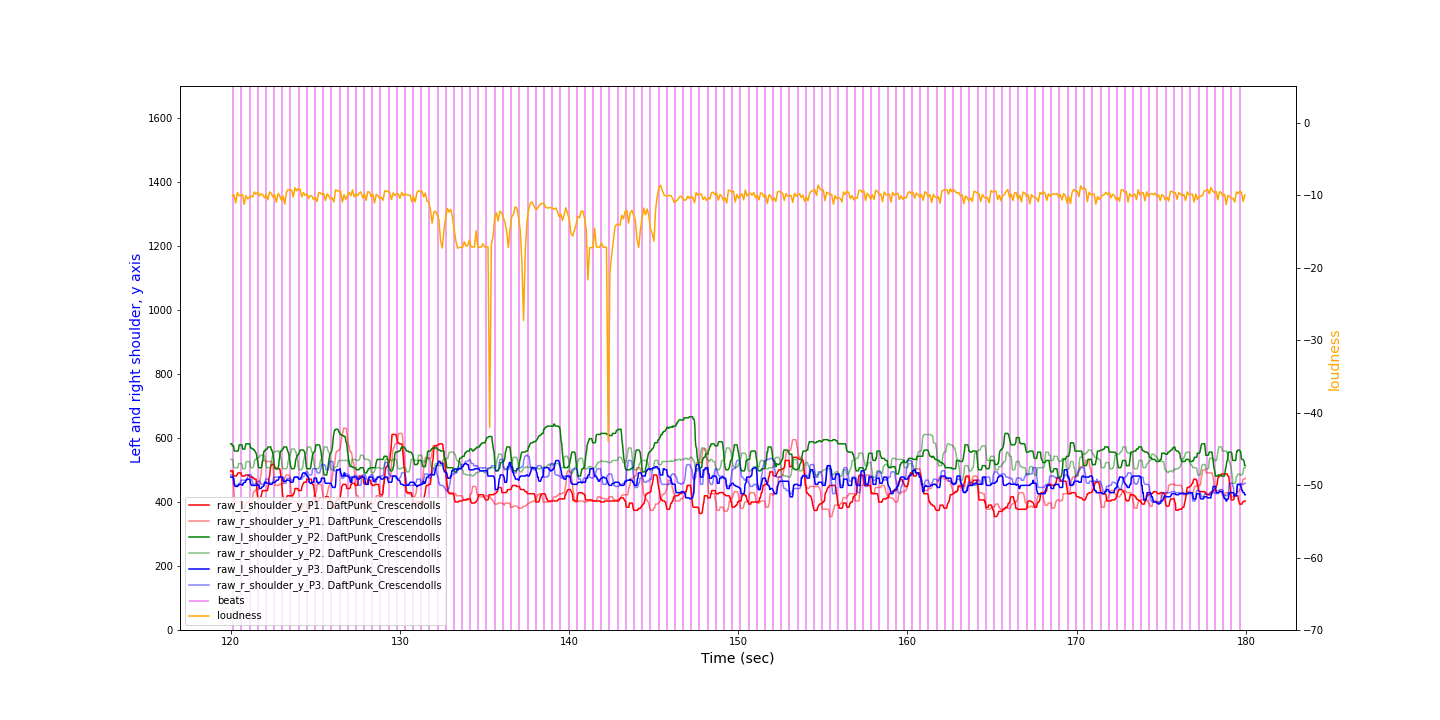 1600
1400
1200
1000
800
600
400
200
0
Left and right shoulder, y axis
0
−10
−20
−30
−40
−50
−60
−70
loudness
raw_l_shoulder_y_P1. DaftPunk_Crescendolls
raw_r_shoulder_y_P1. DaftPunk_Crescendolls
raw_l_shoulder_y_P2. DaftPunk_Crescendolls
raw_r_shoulder_y_P2. DaftPunk_Crescendolls
raw_l_shoulder_y_P3. DaftPunk_Crescendolls
raw_r_shoulder_y_P3. DaftPunk_Crescendolls
beats
loudness
120 130 140 150 160 170 180
Time (sec)